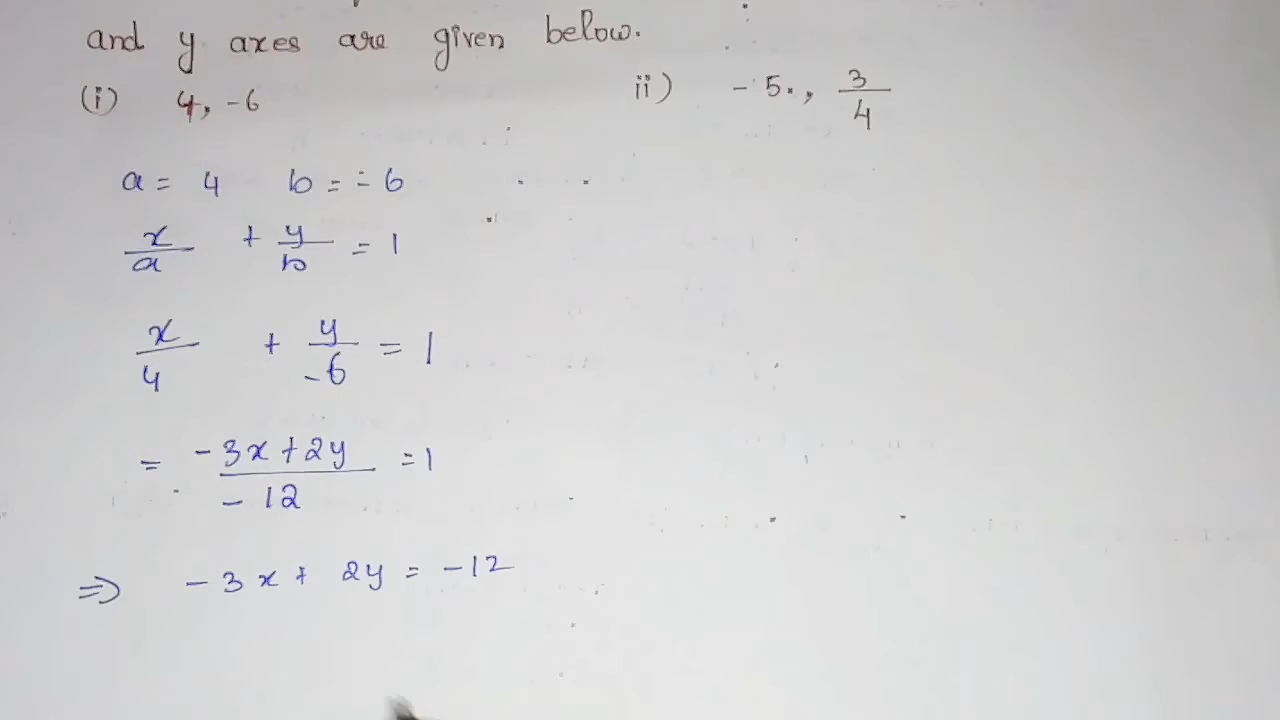 and y axes are given below.
(i) 4, -6 ii) -5., 3/4
a = 4 b = -6
x/a + y/b = 1
x/4 + y/-6 = 1
= -3x+2y/-12 = 1
⇒ -3x + 2y = -12